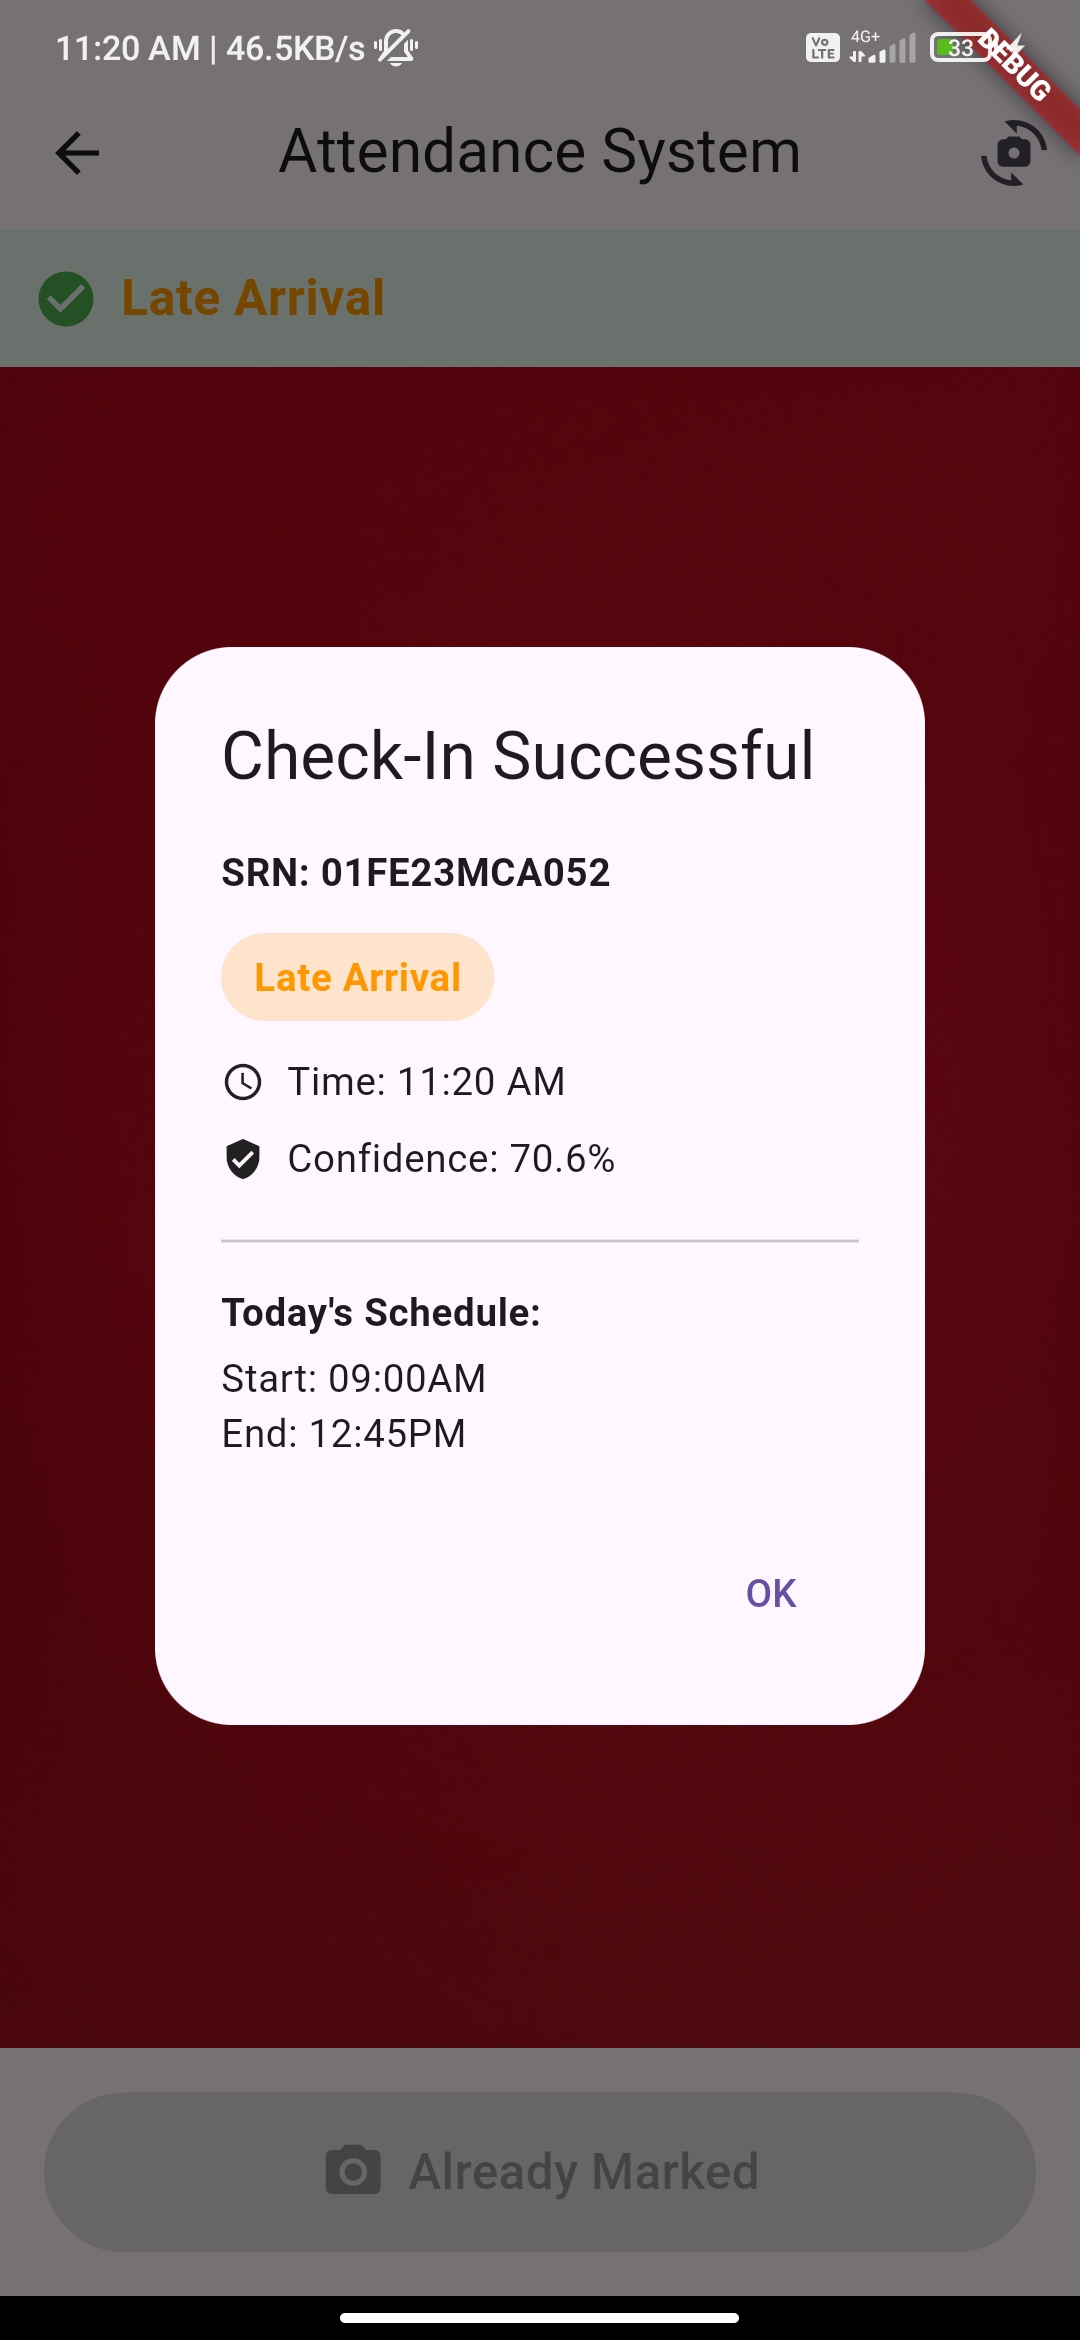 11:20 AM | 46.5KB/s
Vo LTE
4G+
33
DEBUG
Attendance System
Late Arrival
Check-In Successful
SRN: 01FE23MCA052
Late Arrival
Time: 11:20 AM
Confidence: 70.6%
Today's Schedule:
Start: 09:00AM
End: 12:45PM
OK
Already Marked